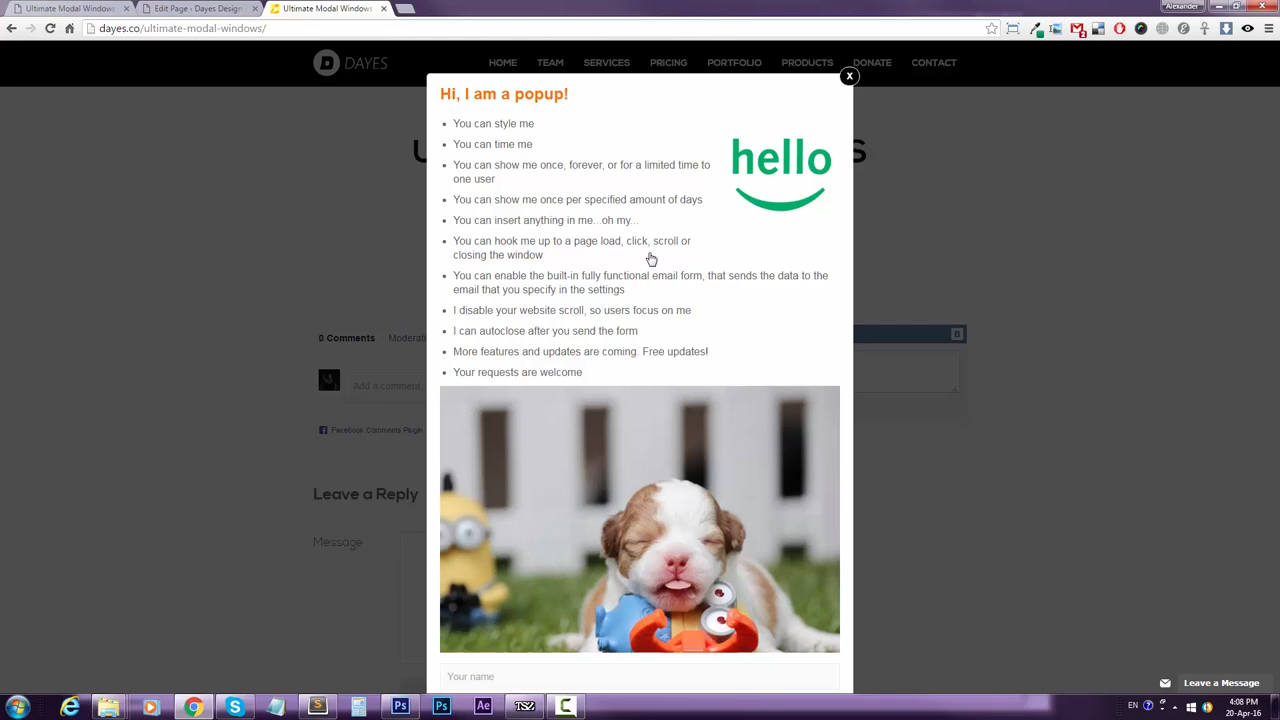 Alexander
Ultimate Modal Windows
Edit Page ‹ Dayes Design
Ultimate Modal Windows
dayes.co/ultimate-modal-windows/
DAYES
HOME
TEAM
SERVICES
PRICING
PORTFOLIO
PRODUCTS
DONATE
CONTACT
x
Hi, I am a popup!
• You can style me
• You can time me
• You can show me once, forever, or for a limited time to
one user
• You can show me once per specified amount of days
• You can insert anything in me...oh my...
• You can hook me up to a page load, click, scroll or
closing the window
• You can enable the built-in fully functional email form, that sends the data to the
email that you specify in the settings
• I disable your website scroll, so users focus on me
• I can autoclose after you send the form
• More features and updates are coming. Free updates!
• Your requests are welcome
hello
0 Comments
Moderati
B
Add a comment.
Facebook Comments Plugin
Leave a Reply
Message
Your name
Leave a Message
Ps
Ps
Ae
TS2
EN
4:08 PM
20-Apr-16